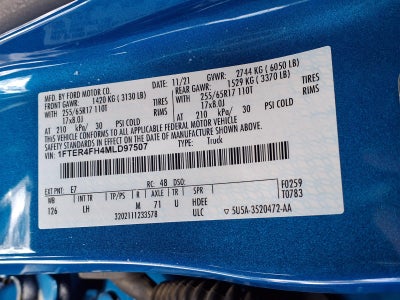 MFD. BY FORD MOTOR CO.
DATE: 11/21 GVWR: 2744 KG ( 6050 LB)
FRONT GAWR: 1420 KG ( 3130 LB) REAR GAWR: 1529 KG ( 3370 LB)
255/65R17 110T TIRES 255/65R17 110T TIRES
17x8.0J RIMS 17x8.0J RIMS
AT 210 kPa/ 30 PSI COLD AT 210 kPa/ 30 PSI COLD
THIS VEHICLE CONFORMS TO ALL APPLICABLE FEDERAL MOTOR VEHICLE
SAFETY STANDARDS IN EFFECT ON THE DATE OF MANUFACTURE SHOWN ABOVE.
VIN: 1FTER4FH4MLD97507 TYPE: Truck
EXT PNT: E7 RC: 48 DSO: F0259
WB INT TR TP/PS R AXLE TR SPR T0783
126 LH M 71 U HDEE
3202111233578 ULC ▽ 5U5A-3520472-AA